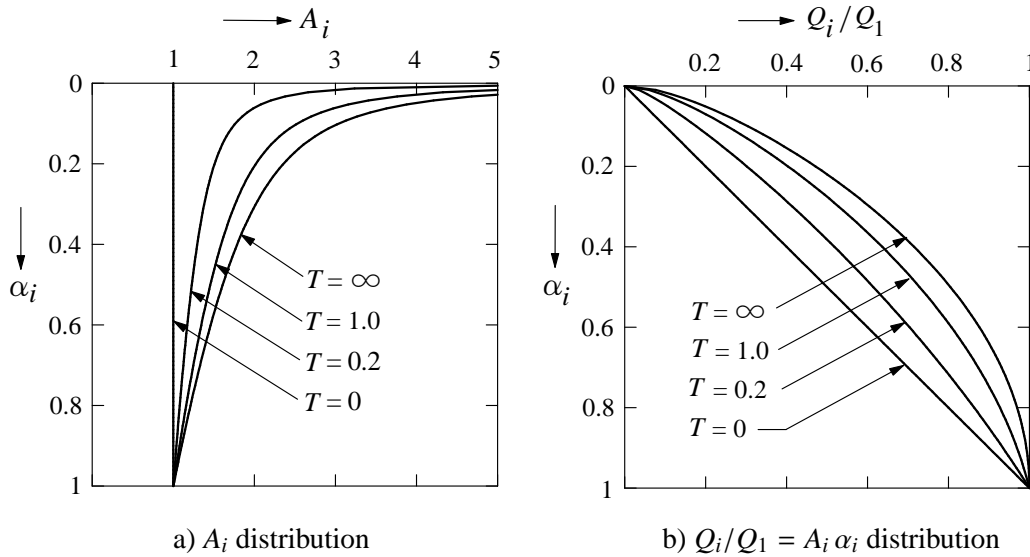 A_i
1 2 3 4 5
0
0.2
0.4
α_i
0.6
0.8
1
T = ∞
T = 1.0
T = 0.2
T = 0
a) A_i distribution
Q_i/Q_1
0.2 0.4 0.6 0.8 1
0
0.2
0.4
α_i
0.6
0.8
1
T = ∞
T = 1.0
T = 0.2
T = 0
b) Q_i/Q_1 = A_i α_i distribution